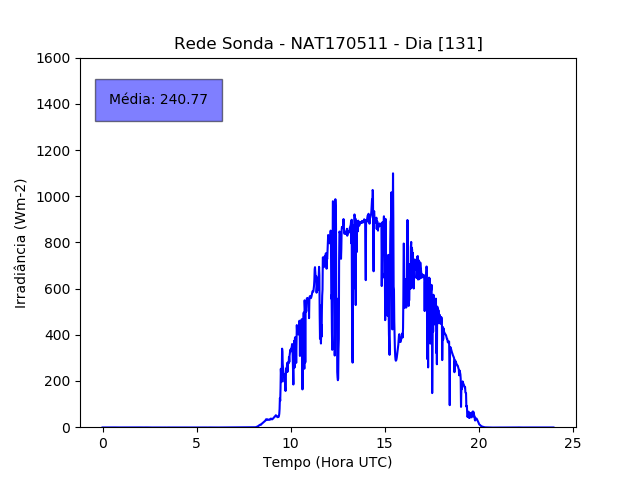 Rede Sonda - NAT170511 - Dia [131]
1600
1400
1200
1000
800
600
400
200
0
Média: 240.77
Irradiância (Wm-2)
0 5 10 15 20 25
Tempo (Hora UTC)